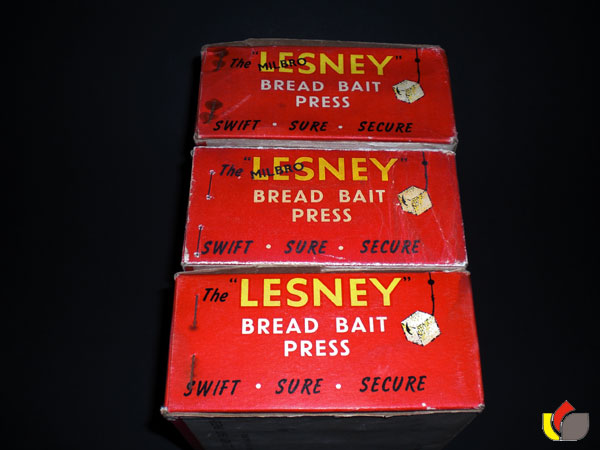 The "LESNEY"
MILBRO
BREAD BAIT
PRESS
SWIFT • SURE • SECURE
The "LESNEY"
MILBRO
BREAD BAIT
PRESS
SWIFT • SURE • SECURE
The "LESNEY"
BREAD BAIT
PRESS
SWIFT • SURE • SECURE